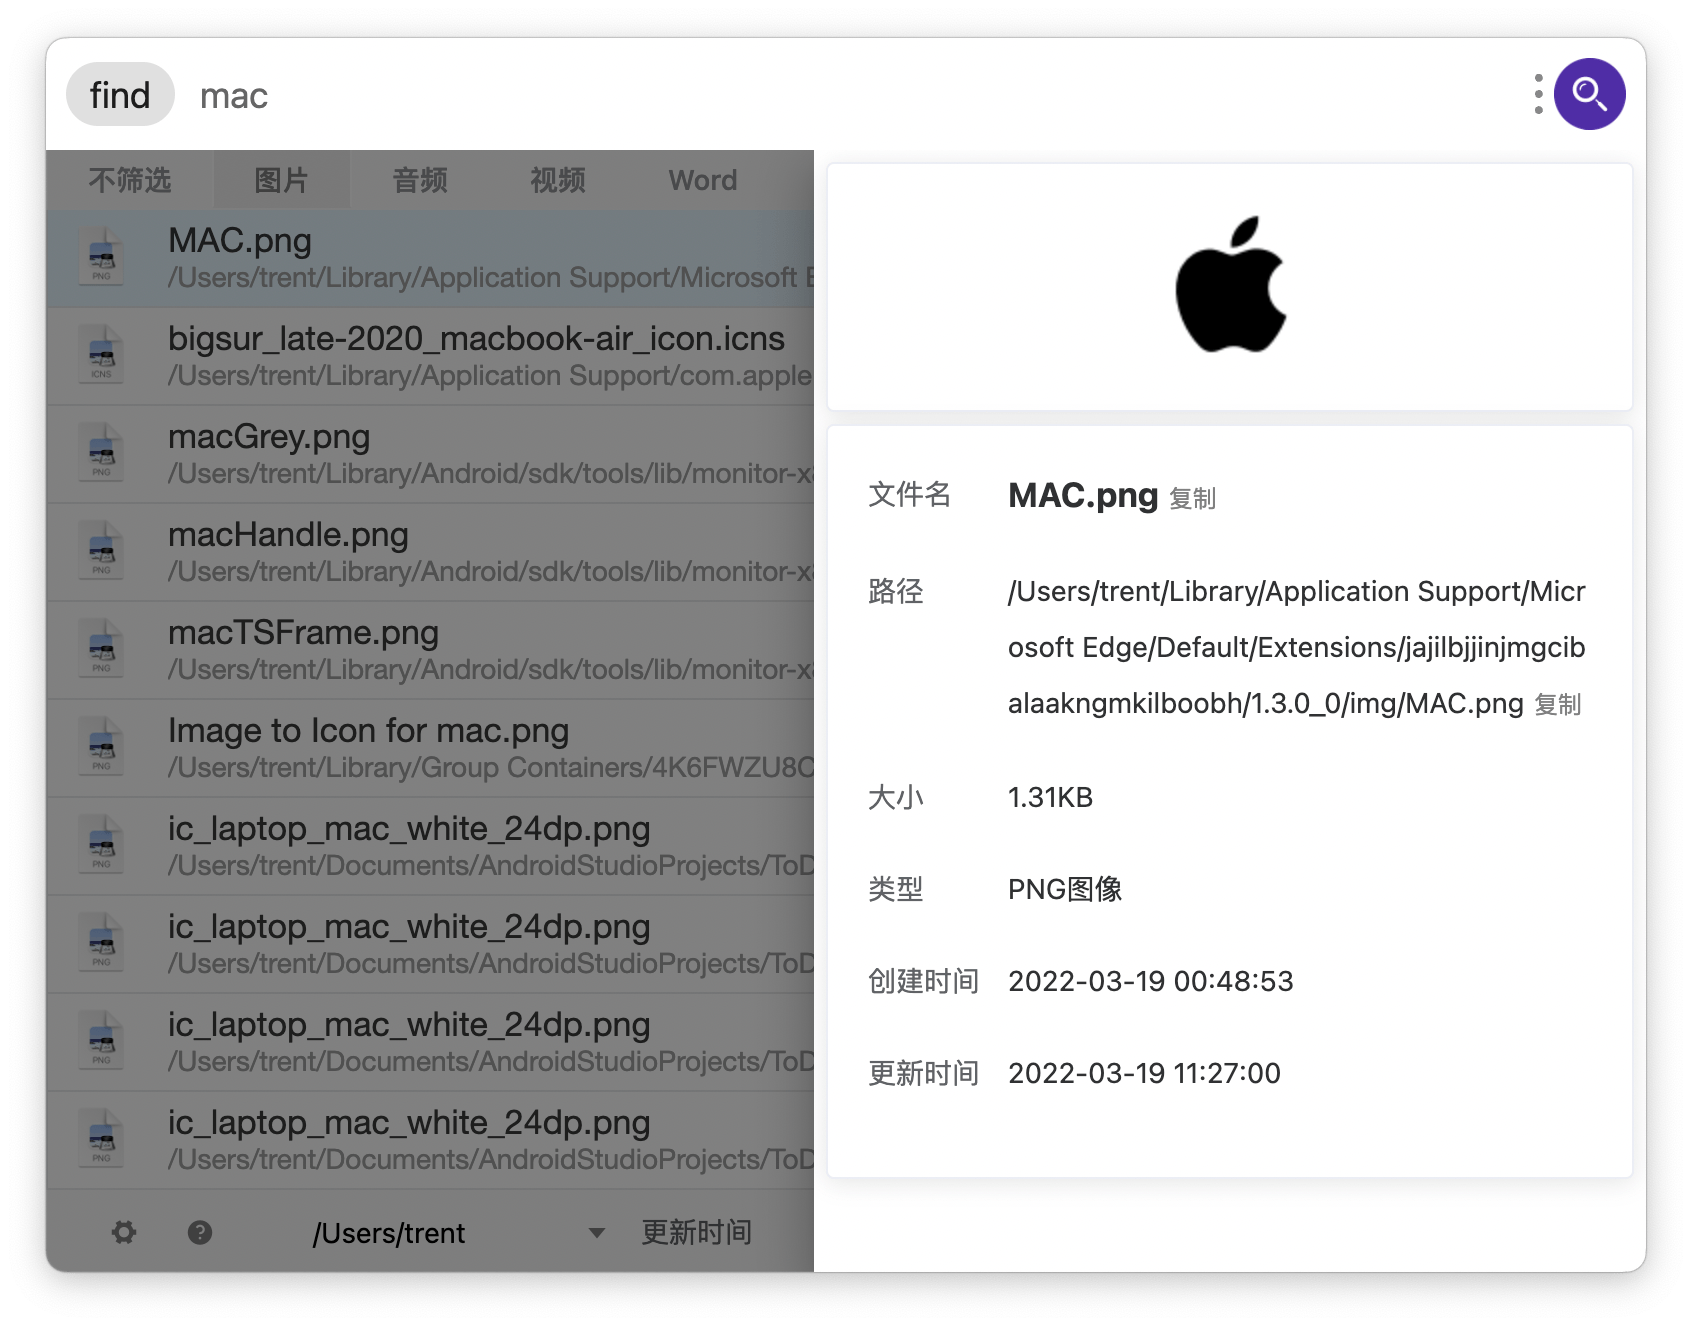 find mac
不筛选 图片 音频 视频 Word
MAC.png
/Users/trent/Library/Application Support/Microsoft
bigsur_late-2020_macbook-air_icon.icns
/Users/trent/Library/Application Support/com.apple
macGrey.png
/Users/trent/Library/Android/sdk/tools/lib/monitor-x
macHandle.png
/Users/trent/Library/Android/sdk/tools/lib/monitor-x
macTSFrame.png
/Users/trent/Library/Android/sdk/tools/lib/monitor-x
Image to Icon for mac.png
/Users/trent/Library/Group Containers/4K6FWZU8C
ic_laptop_mac_white_24dp.png
/Users/trent/Documents/AndroidStudioProjects/ToD
ic_laptop_mac_white_24dp.png
/Users/trent/Documents/AndroidStudioProjects/ToD
ic_laptop_mac_white_24dp.png
/Users/trent/Documents/AndroidStudioProjects/ToD
ic_laptop_mac_white_24dp.png
/Users/trent/Documents/AndroidStudioProjects/ToD
/Users/trent 更新时间
文件名 MAC.png 复制
路径 /Users/trent/Library/Application Support/Micr
osoft Edge/Default/Extensions/jajilbjjinjmgcib
alaakngmkilboobh/1.3.0_0/img/MAC.png 复制
大小 1.31KB
类型 PNG图像
创建时间 2022-03-19 00:48:53
更新时间 2022-03-19 11:27:00